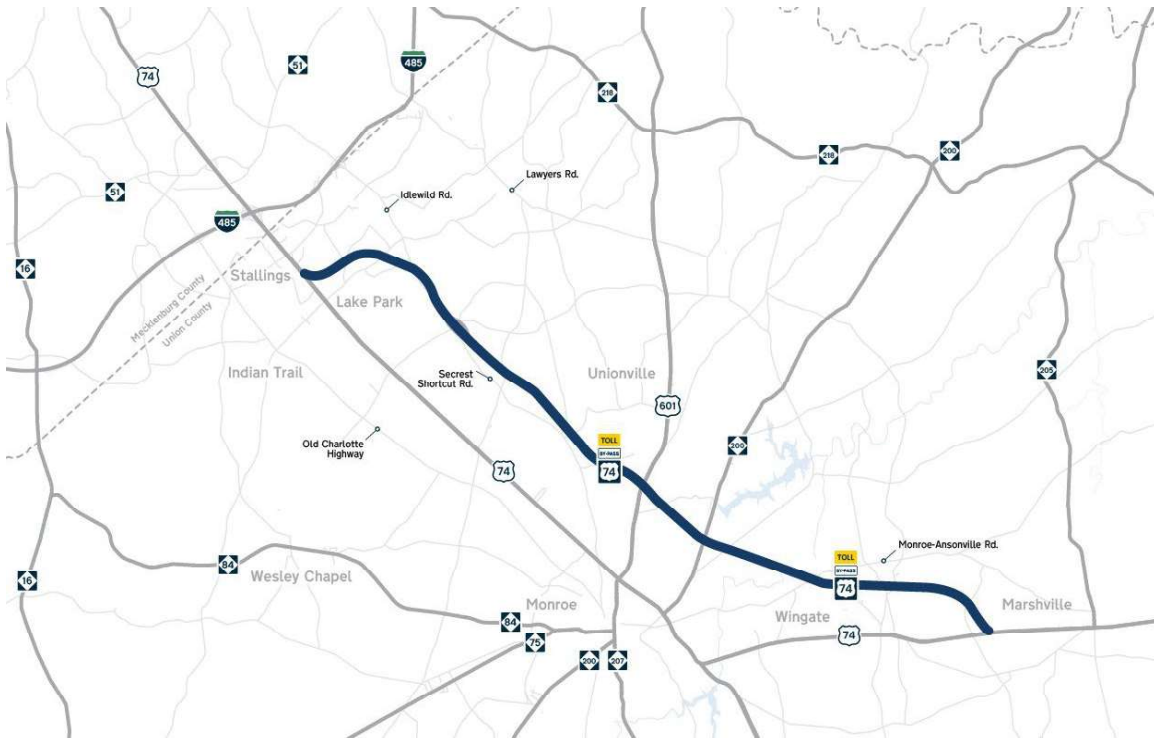 51
485
74
218
218
200
Lawyers Rd.
51
Idlewild Rd.
485
16
Stallings
Mecklenburg County
Union County
Lake Park
Indian Trail
Secrest
Shortcut Rd.
Unionville
205
601
Old Charlotte
Highway
TOLL
BY-PASS
74
74
200
Monroe-Ansonville Rd.
TOLL
BY-PASS
74
84
16
Wesley Chapel
Monroe
Wingate
Marshville
84
75
74
200
207